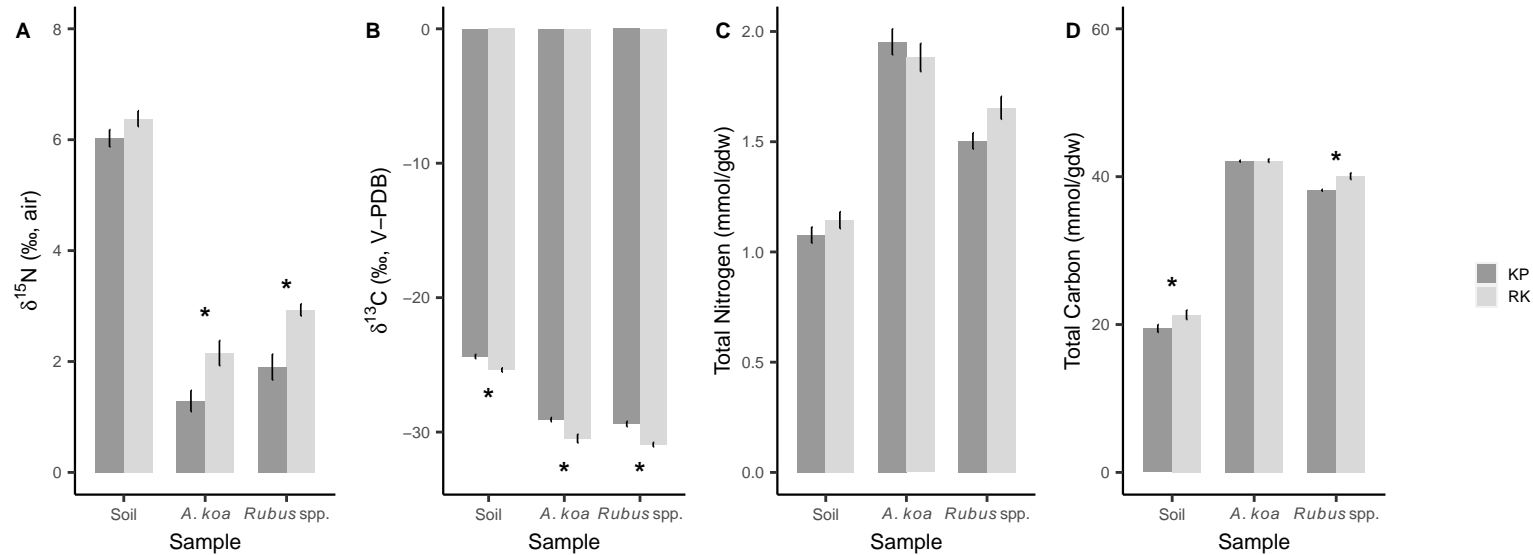 A
8
6
4
2
0
δ15N (‰, air)
Soil
A. koa
Rubus spp.
Sample
*
*
B
0
−10
−20
−30
δ13C (‰, V−PDB)
Soil
A. koa
Rubus spp.
Sample
*
*
*
C
2.0
1.5
1.0
0.5
0.0
Total Nitrogen (mmol/gdw)
Soil
A. koa
Rubus spp.
Sample
D
60
40
20
0
Total Carbon (mmol/gdw)
Soil
A. koa
Rubus spp.
Sample
*
*
KP
RK